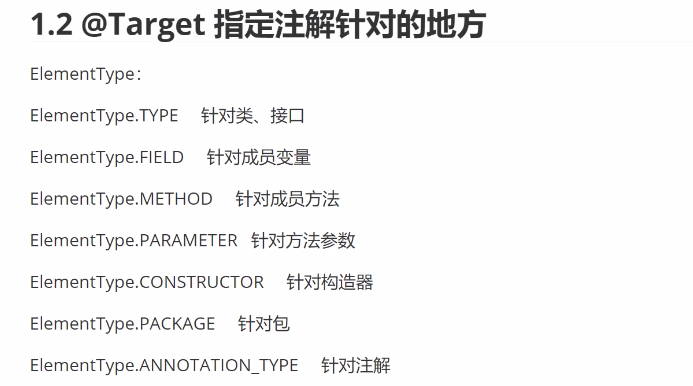 1.2 @Target 指定注解针对的地方
ElementType：
ElementType.TYPE 针对类、接口
ElementType.FIELD 针对成员变量
ElementType.METHOD 针对成员方法
ElementType.PARAMETER 针对方法参数
ElementType.CONSTRUCTOR 针对构造器
ElementType.PACKAGE 针对包
ElementType.ANNOTATION_TYPE 针对注解